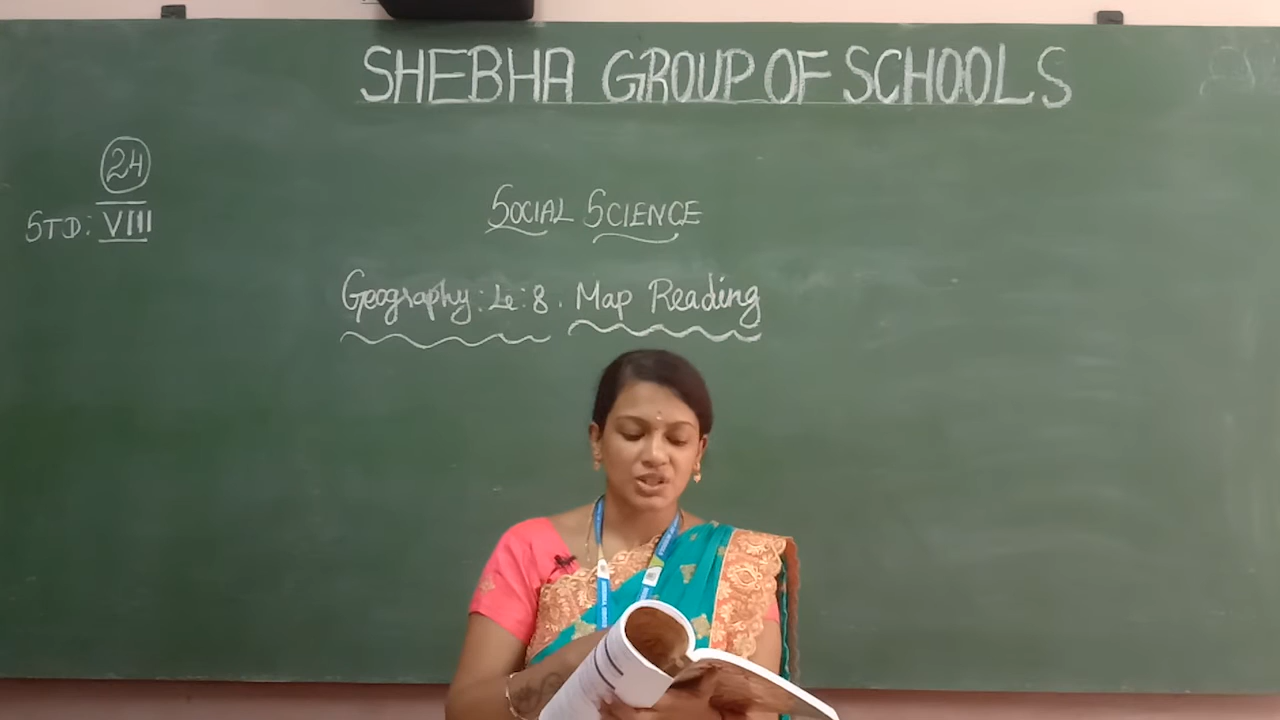 SHEBHA GROUP OF SCHOOLS
24
STD: VIII
SOCIAL SCIENCE
Geography: Le: 8. Map Reading